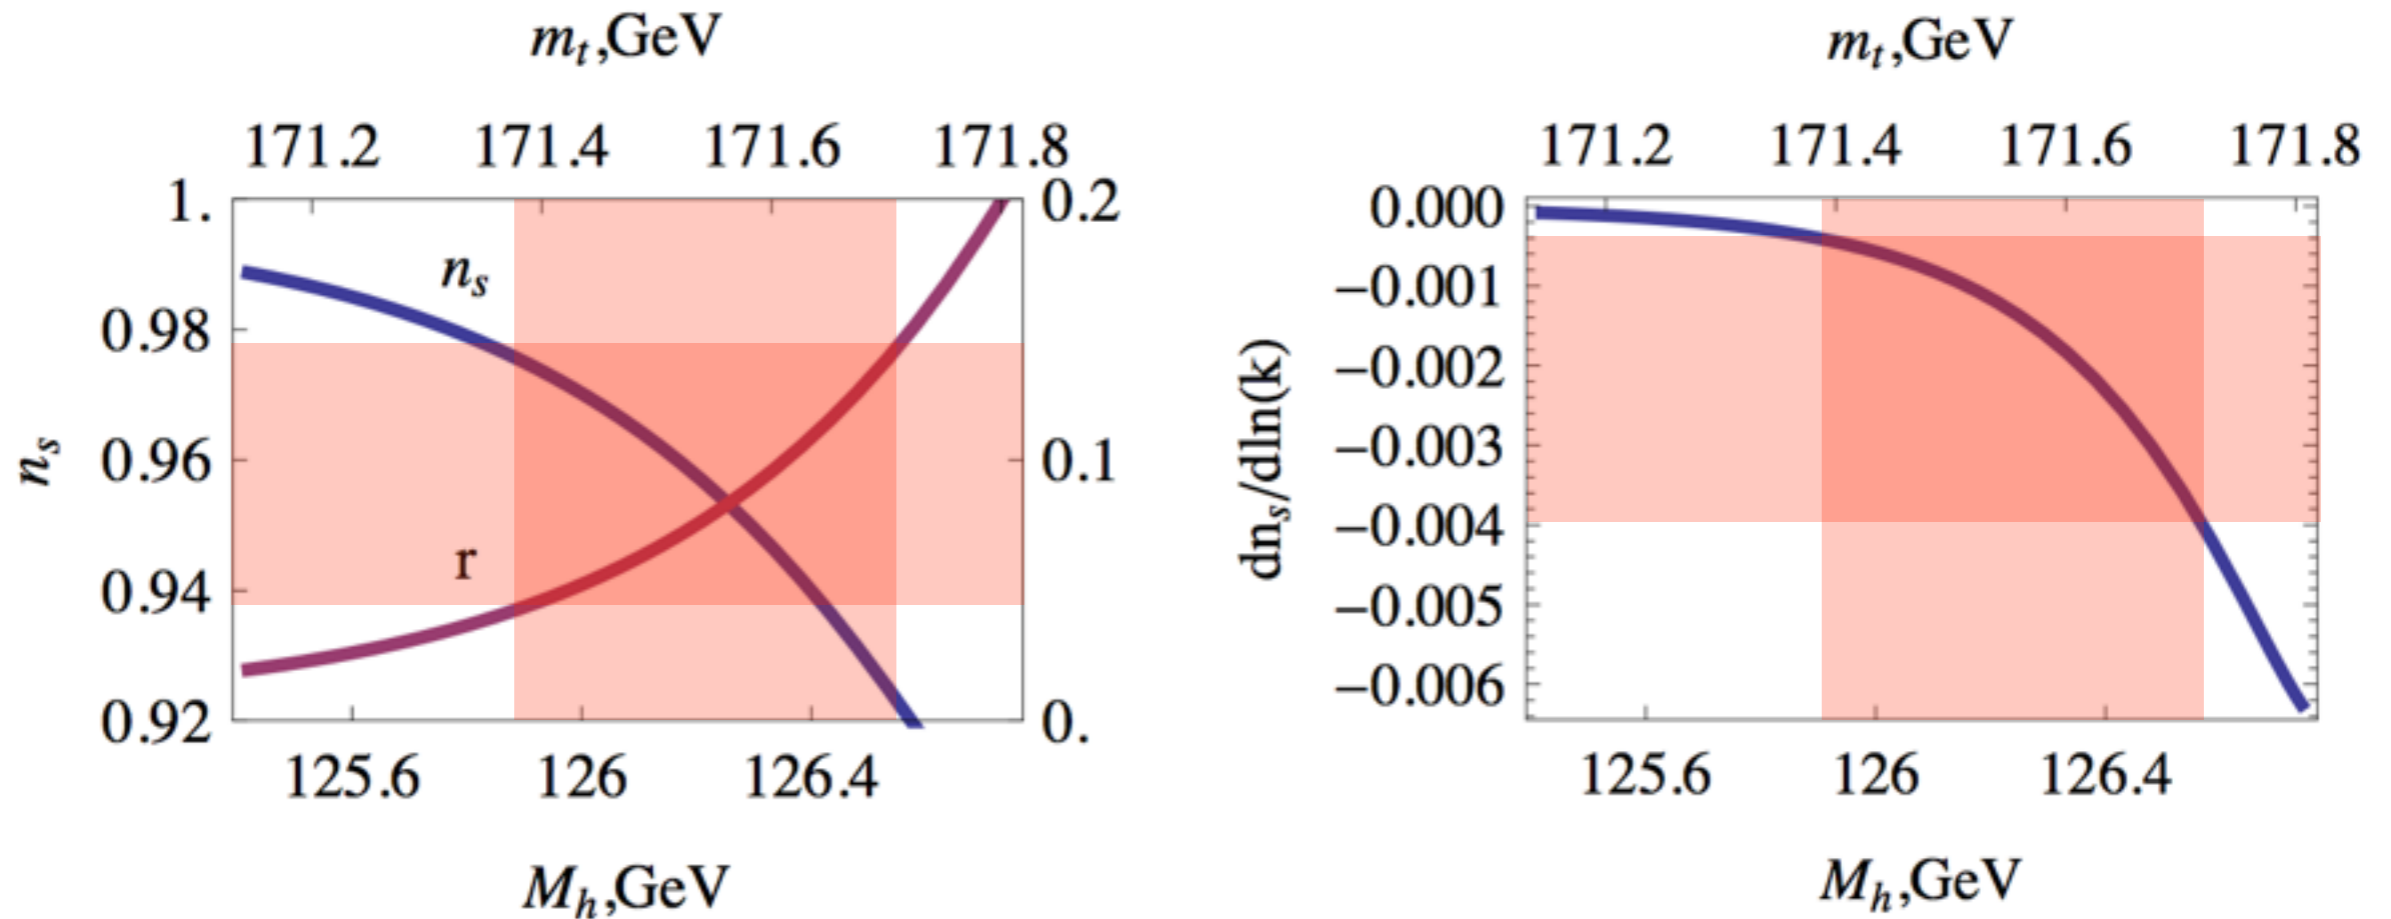 m_t,GeV
171.2 171.4 171.6 171.8
1.
0.98
0.96
0.94
0.92
n_s
n_s
r
0.2
0.1
0.
125.6 126 126.4
M_h,GeV
m_t,GeV
171.2 171.4 171.6 171.8
0.000
−0.001
−0.002
−0.003
−0.004
−0.005
−0.006
dn_s/dln(k)
125.6 126 126.4
M_h,GeV